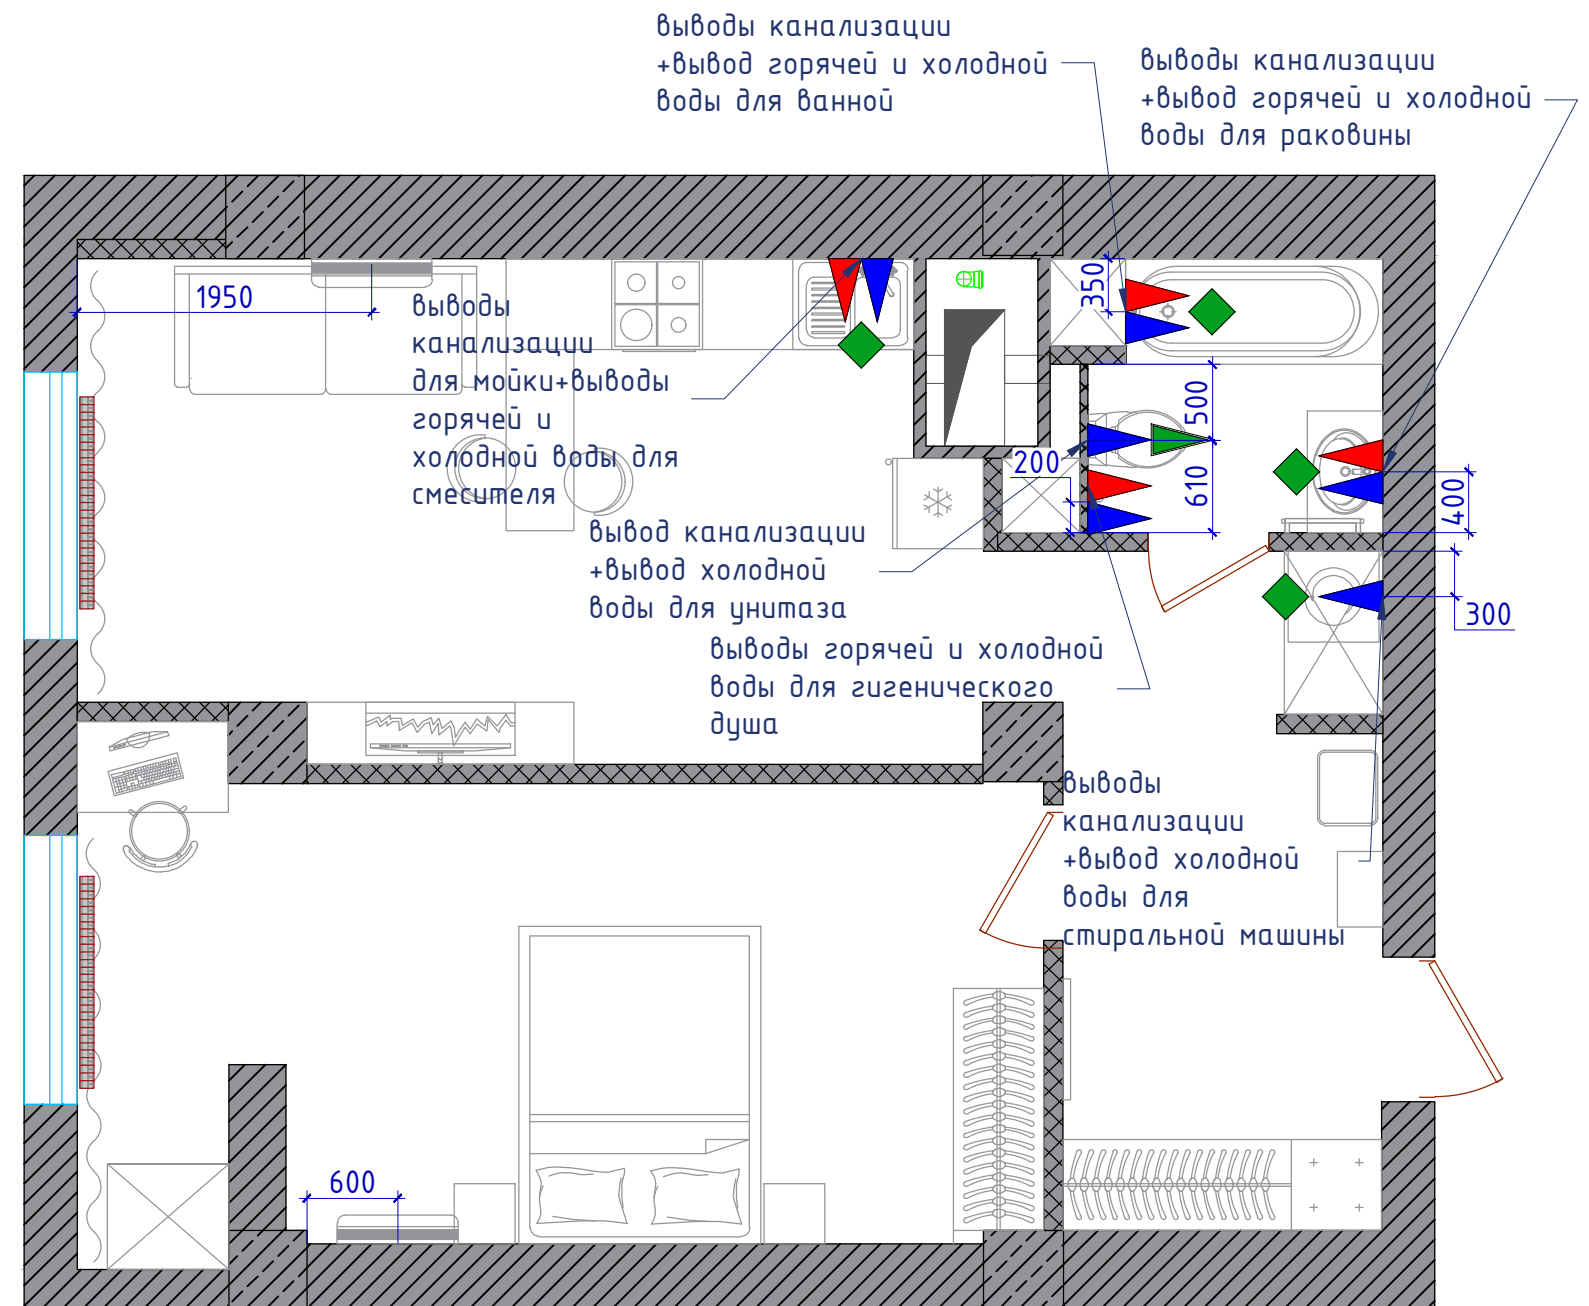 выводы канализации
+вывод горячей и холодной
воды для ванной
выводы канализации
+вывод горячей и холодной
воды для раковины
1950
выводы
канализации
для мойки+выводы
горячей и
холодной воды для
смесителя
350
500
200
610
400
вывод канализации
+вывод холодной
воды для унитаза
300
выводы горячей и холодной
воды для гигенического
душа
выводы
канализации
+вывод холодной
воды для
стиральной машины
600